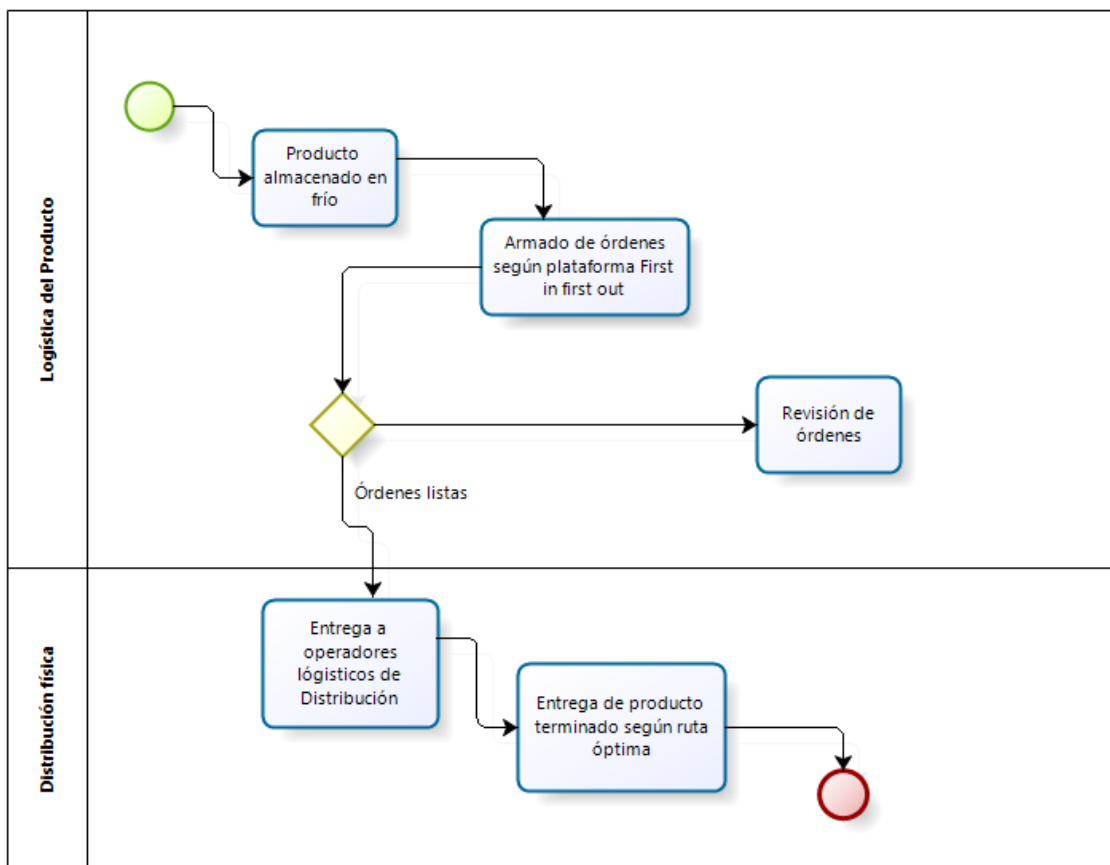 Logística del Producto
Producto
almacenado en
frío
Armado de órdenes
según plataforma First
in first out
Revisión de
órdenes
Órdenes listas
Distribución física
Entrega a
operadores
lógisticos de
Distribución
Entrega de producto
terminado según ruta
óptima